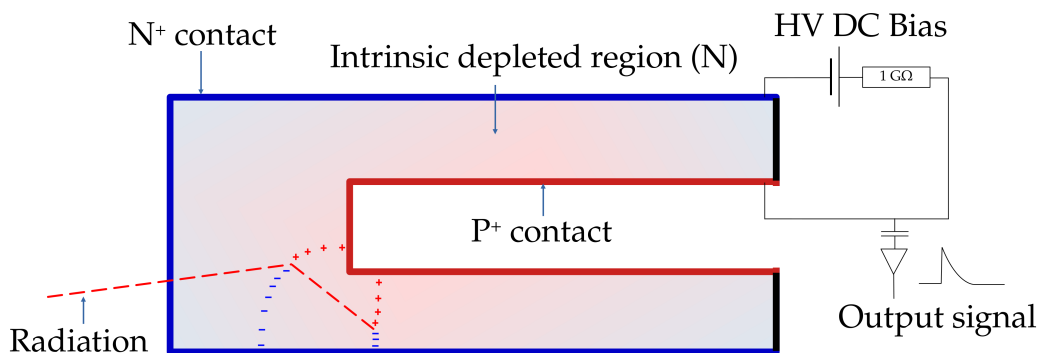 HV DC Bias
N⁺ contact
Intrinsic depleted region (N)
1 GΩ
P⁺ contact
Radiation
Output signal